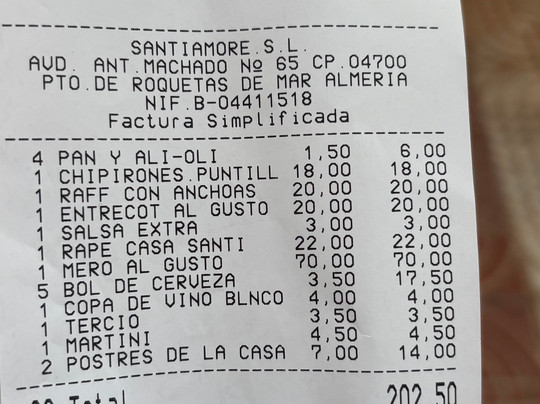 SANTIAMORE.S.L.
AVD. ANT.MACHADO Nº 65 CP.04700
PTO.DE ROQUETAS DE MAR ALMERIA
NIF.B-04411518
Factura Simplificada
4 PAN Y ALI-OLI 1,50 6,00
1 CHIPIRONES.PUNTILL 18,00 18,00
1 RAFF CON ANCHOAS 20,00 20,00
1 ENTRECOT AL GUSTO 20,00 20,00
1 SALSA EXTRA 3,00 3,00
1 RAPE CASA SANTI 22,00 22,00
1 MERO AL GUSTO 70,00 70,00
5 BOL DE CERVEZA 3,50 17,50
1 COPA DE VINO BLNCO 4,00 4,00
1 TERCIO 3,50 3,50
1 MARTINI 4,50 4,50
2 POSTRES DE LA CASA 7,00 14,00
Total 202,50